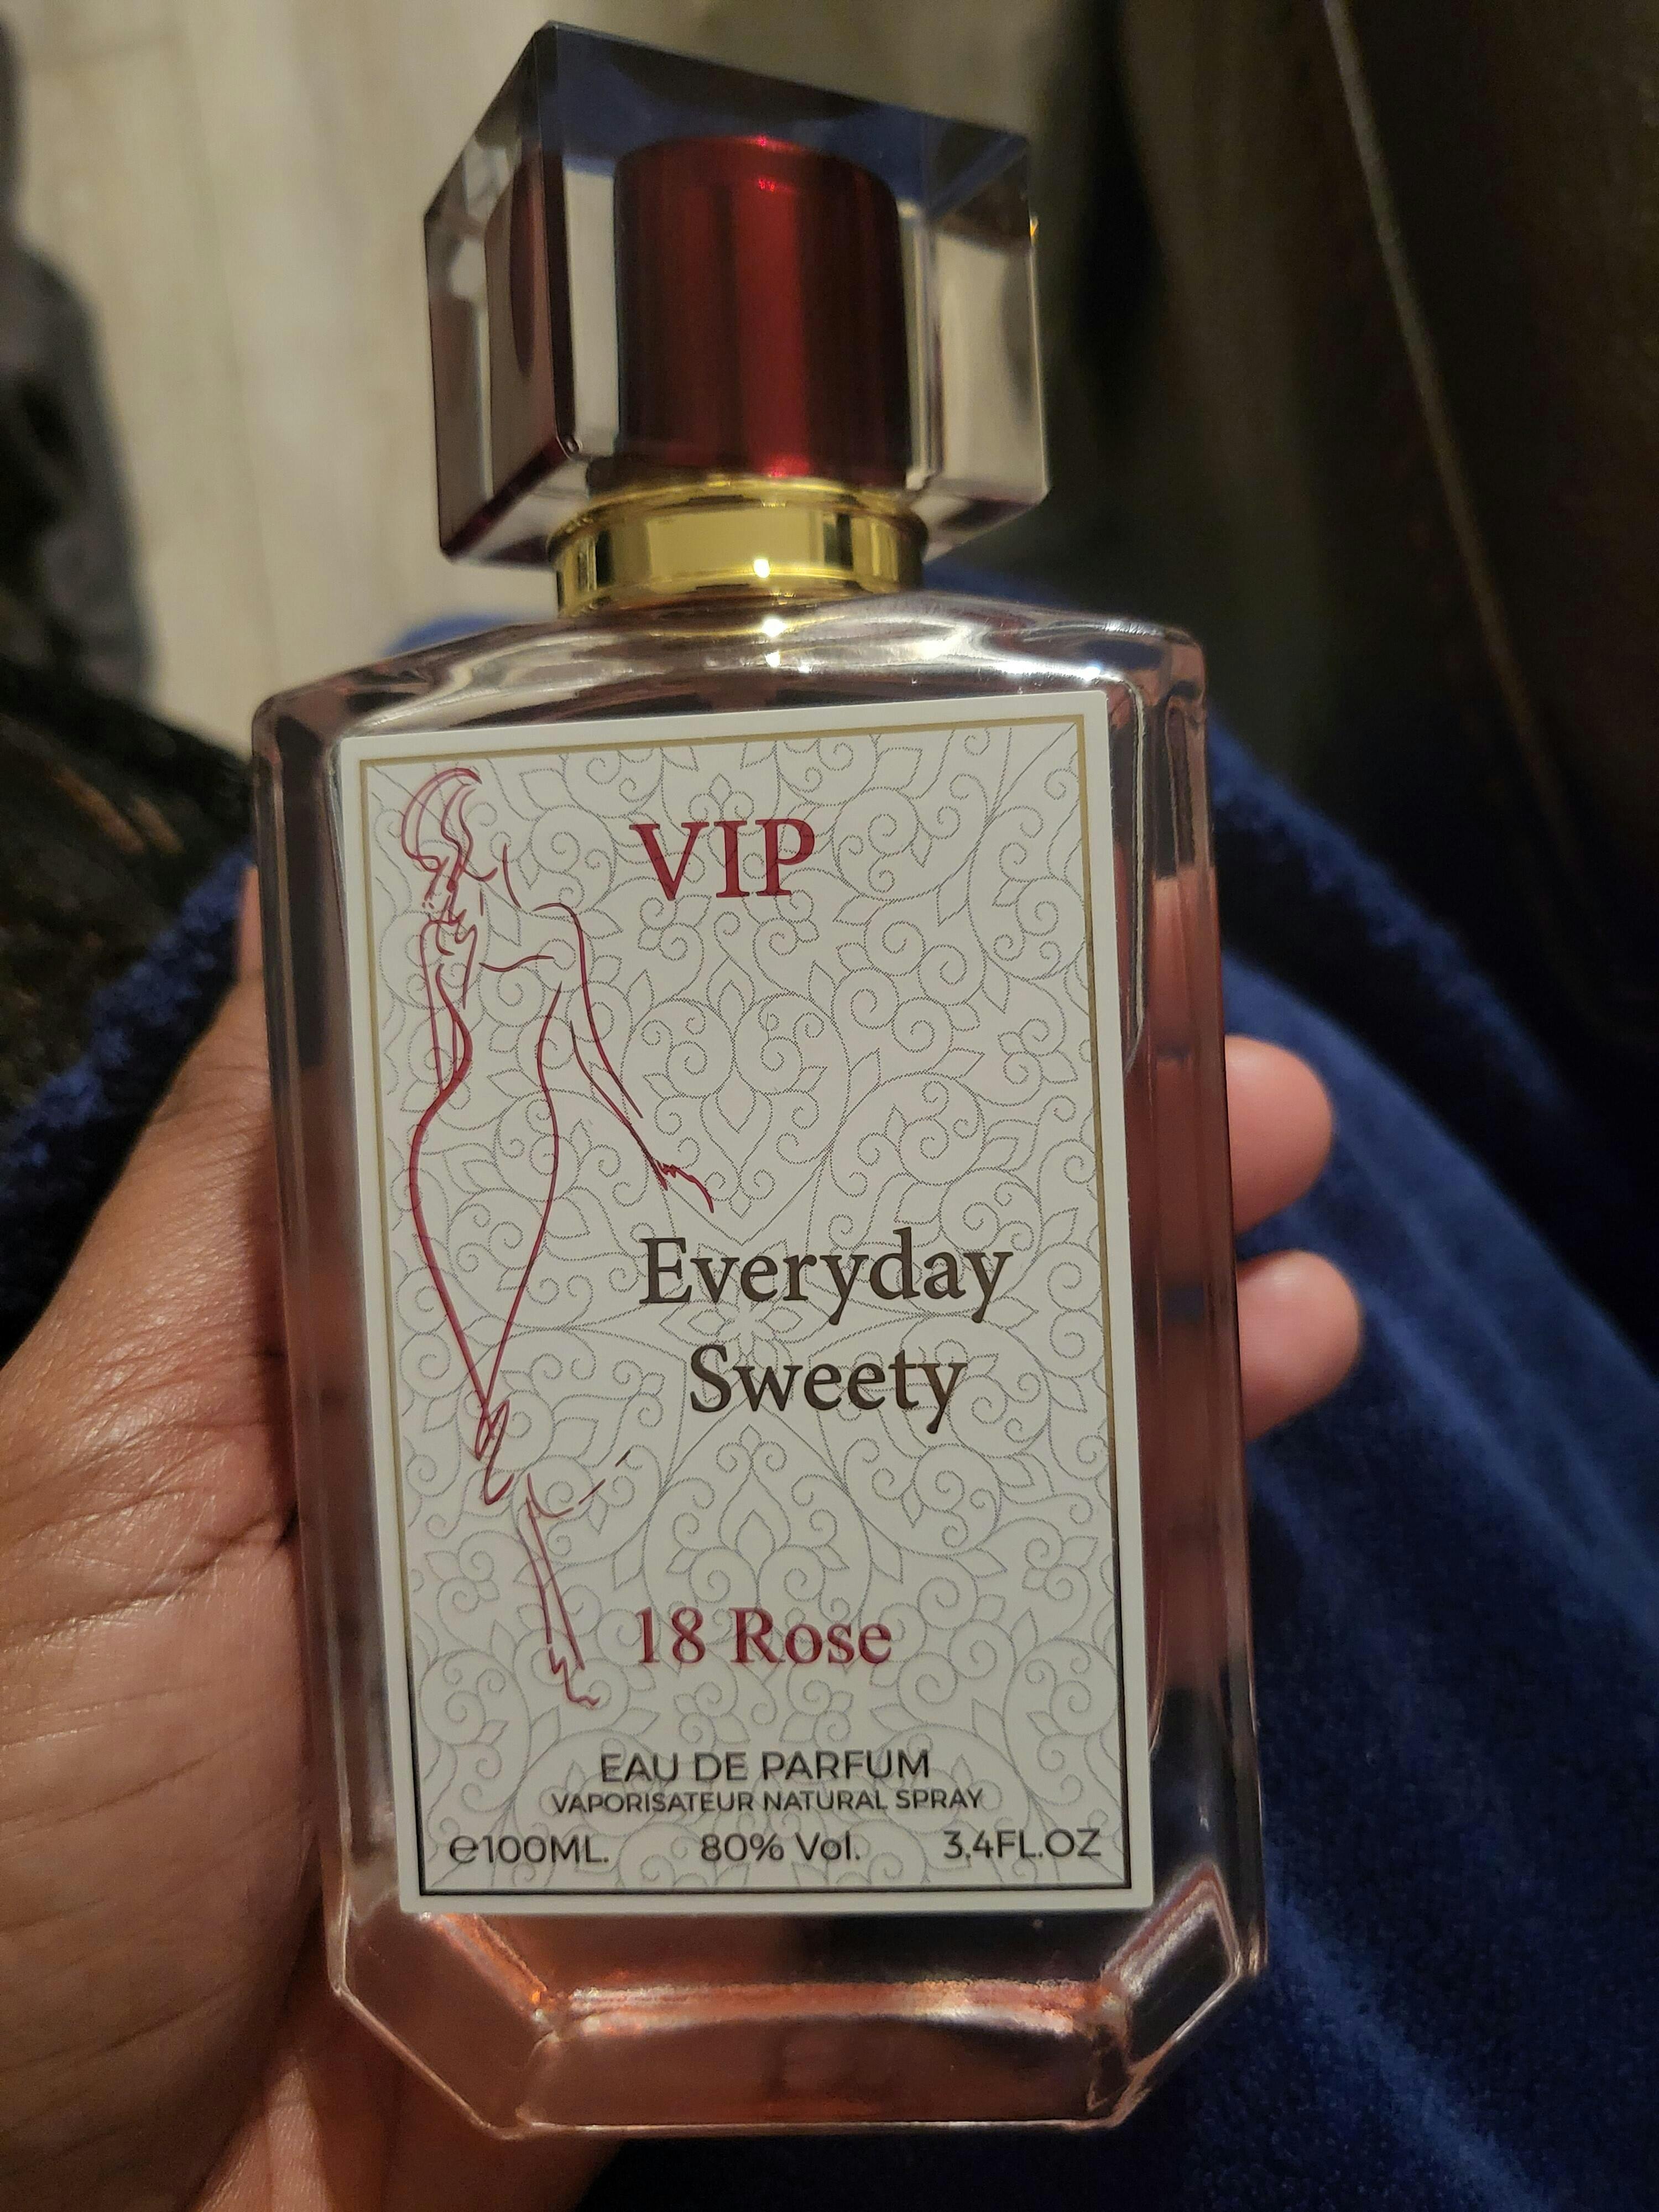 VIP
Everyday
Sweety
18 Rose
EAU DE PARFUM
VAPORISATEUR NATURAL SPRAY
℮100ML. 80% Vol. 3.4FL.OZ